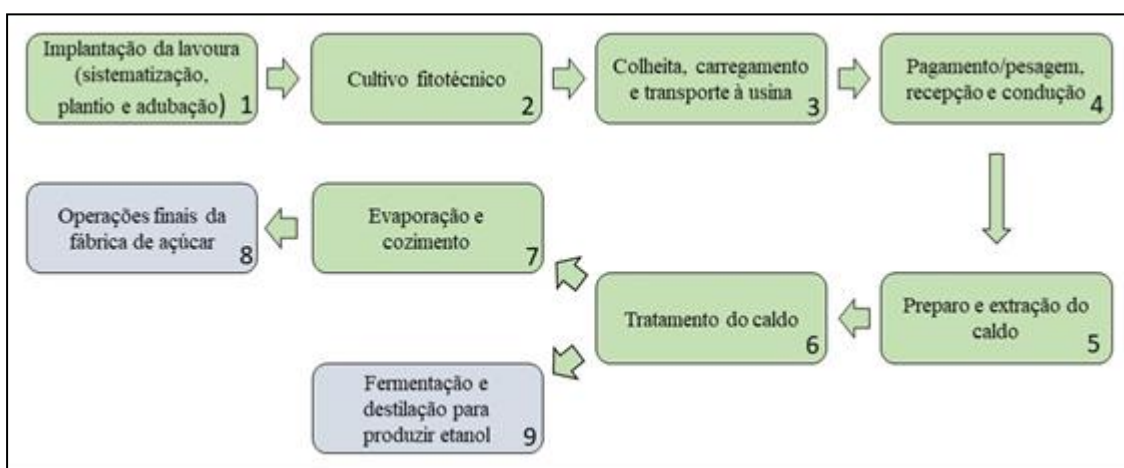 Implantação da lavoura
(sistematização,
plantio e adubação) 1
Cultivo fitotécnico
2
Colheita, carregamento
e transporte à usina
3
Pagamento/pesagem,
recepção e condução
4
Operações finais da
fábrica de açúcar
8
Evaporação e
cozimento
7
Tratamento do caldo
6
Preparo e extração do
caldo
5
Fermentação e
destilação para
produzir etanol
9